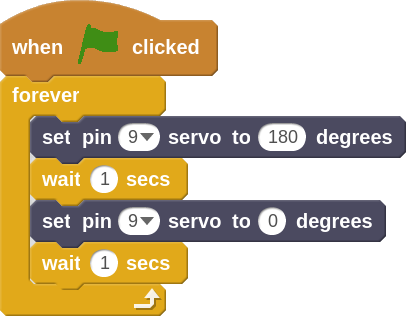 when clicked
forever
set pin 9 servo to 180 degrees
wait 1 secs
set pin 9 servo to 0 degrees
wait 1 secs